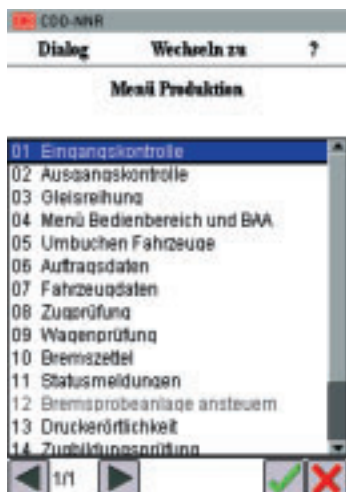 CDD-NNR
Dialog Wechseln zu ?
Menü Produktion
01 Eingangskontrolle
02 Ausgangskontrolle
03 Gleisreihung
04 Menü Bedienbereich und BAA
05 Umbuchen Fahrzeuge
06 Auftragsdaten
07 Fahrzeugdaten
08 Zugprüfung
09 Wagenprüfung
10 Bremszettel
11 Statusmeldungen
12 Bremsprobeanlage ansteuern
13 Druckerörtlichkeit
14 Zugbildungsprüfung
1/1